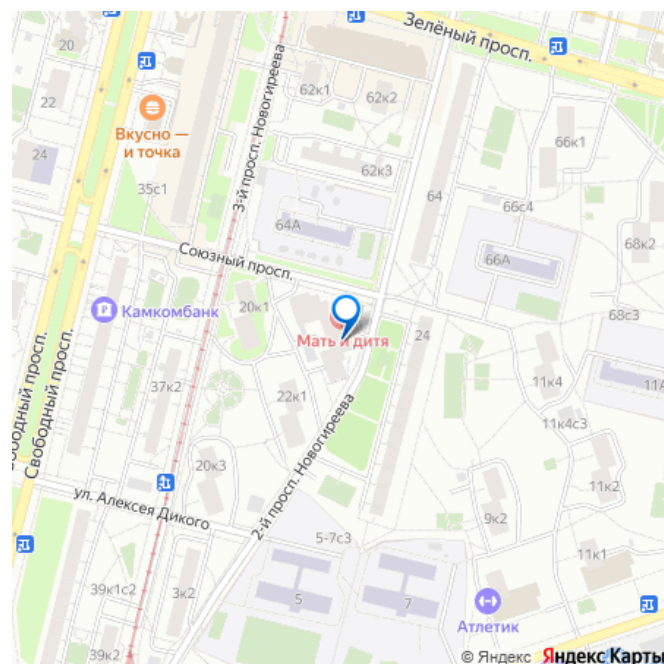 Зелёный просп.
20
3-й просп. Новогиреева
62к1
62к2
22
Вкусно —
и точка
66к1
24
62к3
35с1
64
66с4
64А
68к2
Союзный просп.
66А
20к1
Камкомбанк
68с3
Мать и дитя
24
Свободный просп.
37к2
11к4
11А
22к1
11к4с3
2-й просп. Новогиреева
20к3
11к2
ул. Алексея Дикого
9к2
5-7с3
11к1
39к1с2
3к2
5
7
Атлетик
39к2
© Яндекс Яндекс Карты